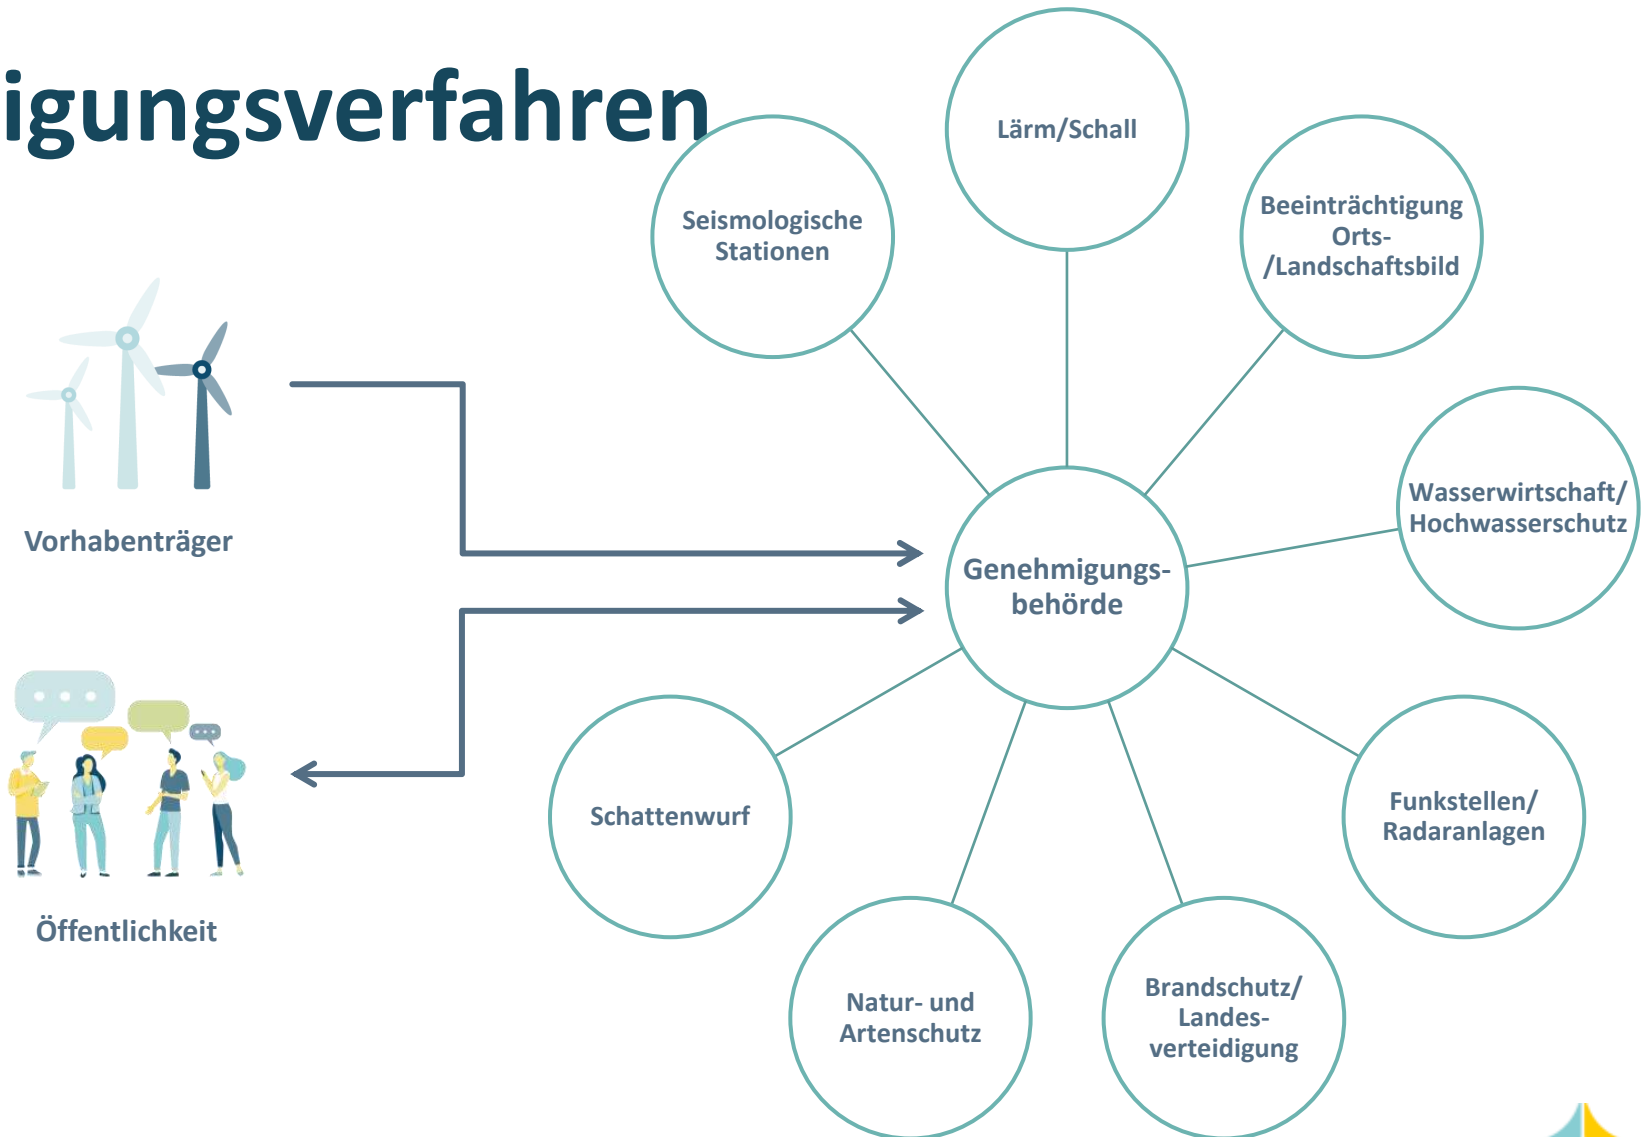 igungsverfahren
Lärm/Schall
Seismologische
Stationen
Beeinträchtigung
Orts-
/Landschaftsbild
Wasserwirtschaft/
Hochwasserschutz
Vorhabenträger
Genehmigungs-
behörde
Schattenwurf
Funkstellen/
Radaranlagen
Öffentlichkeit
Natur- und
Artenschutz
Brandschutz/
Landes-
verteidigung